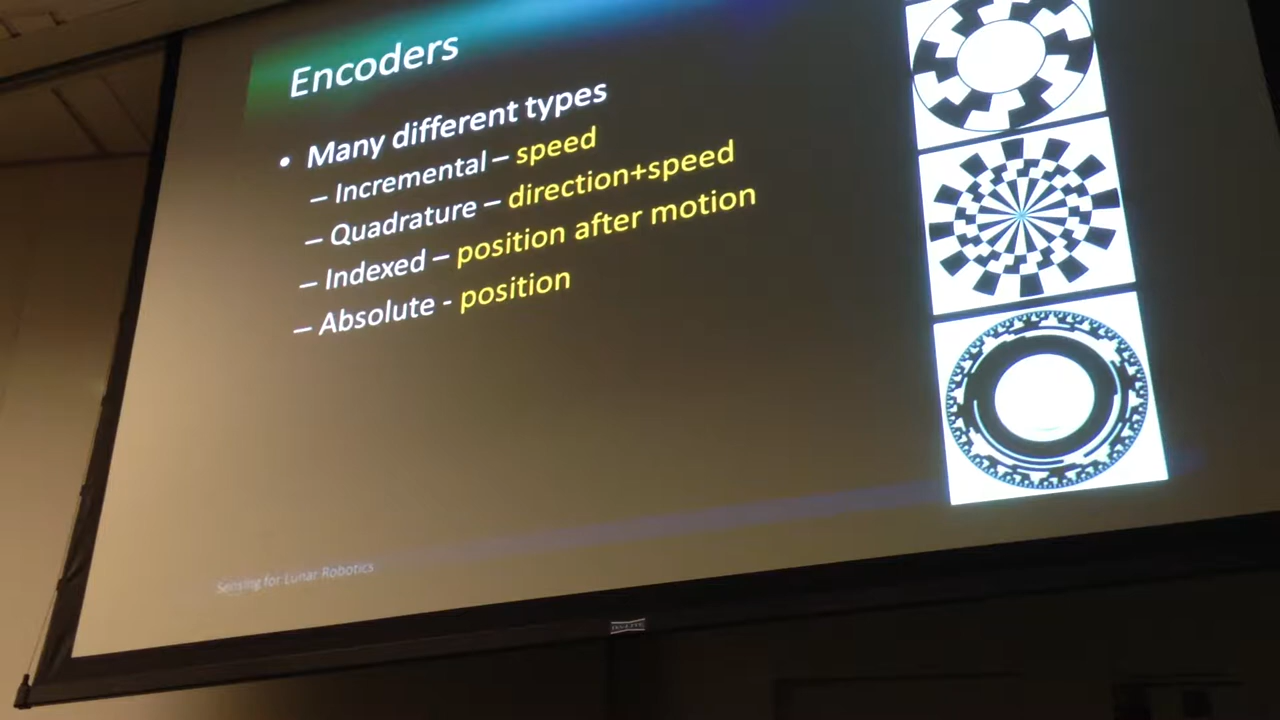 Encoders
• Many different types
– Incremental – speed
– Quadrature – direction+speed
– Indexed – position after motion
– Absolute - position
Sensing for Lunar Robotics